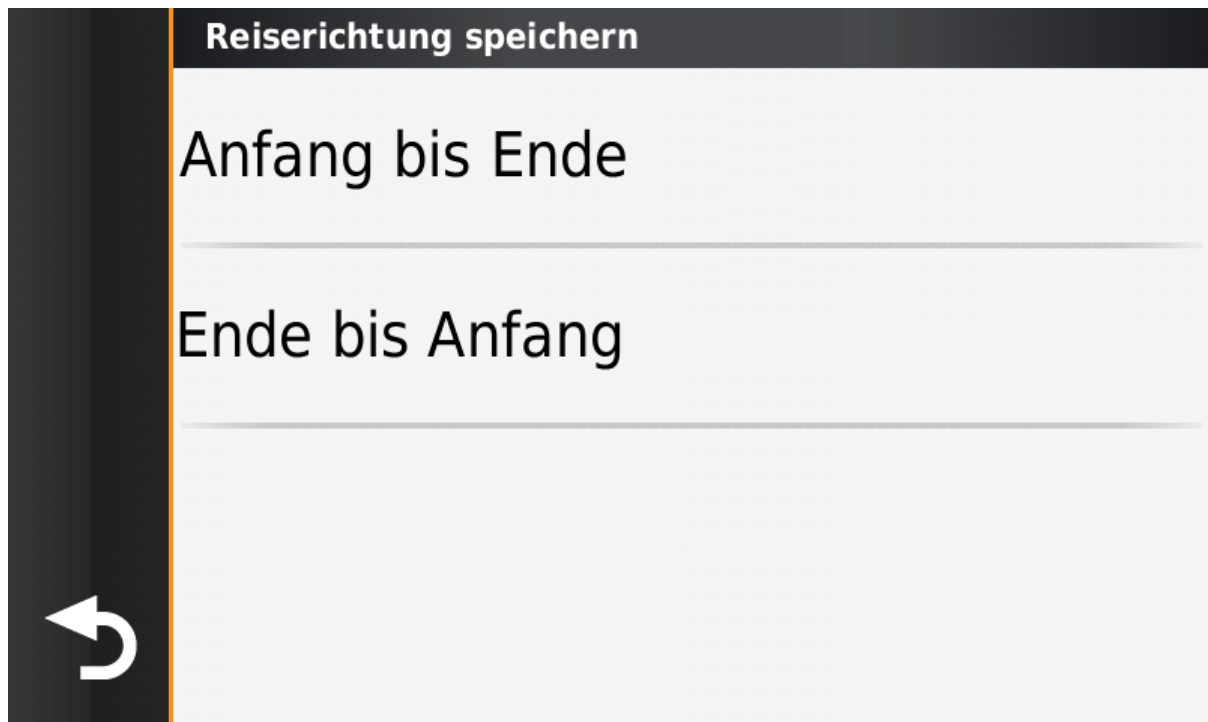 Reiserichtung speichern
Anfang bis Ende
Ende bis Anfang